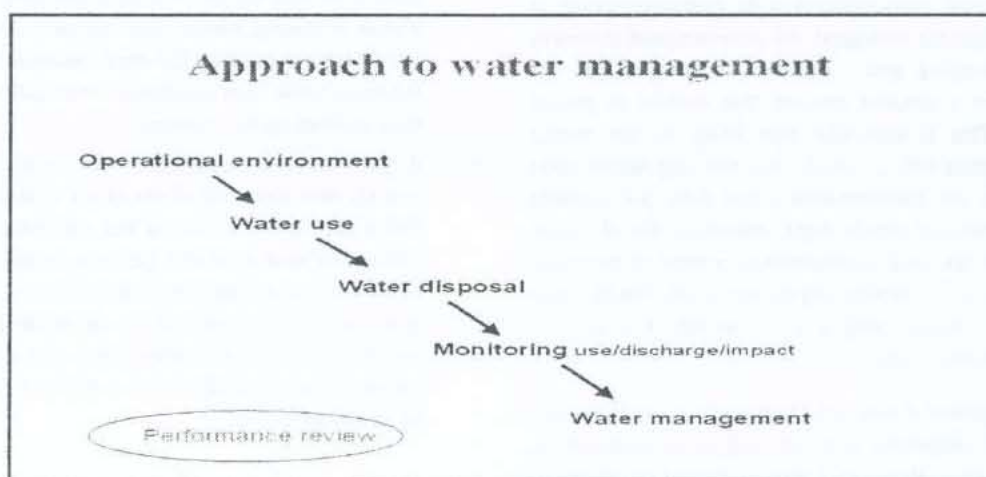 Approach to water management
Operational environment
Water use
Water disposal
Monitoring use/discharge/impact
Water management
Performance review